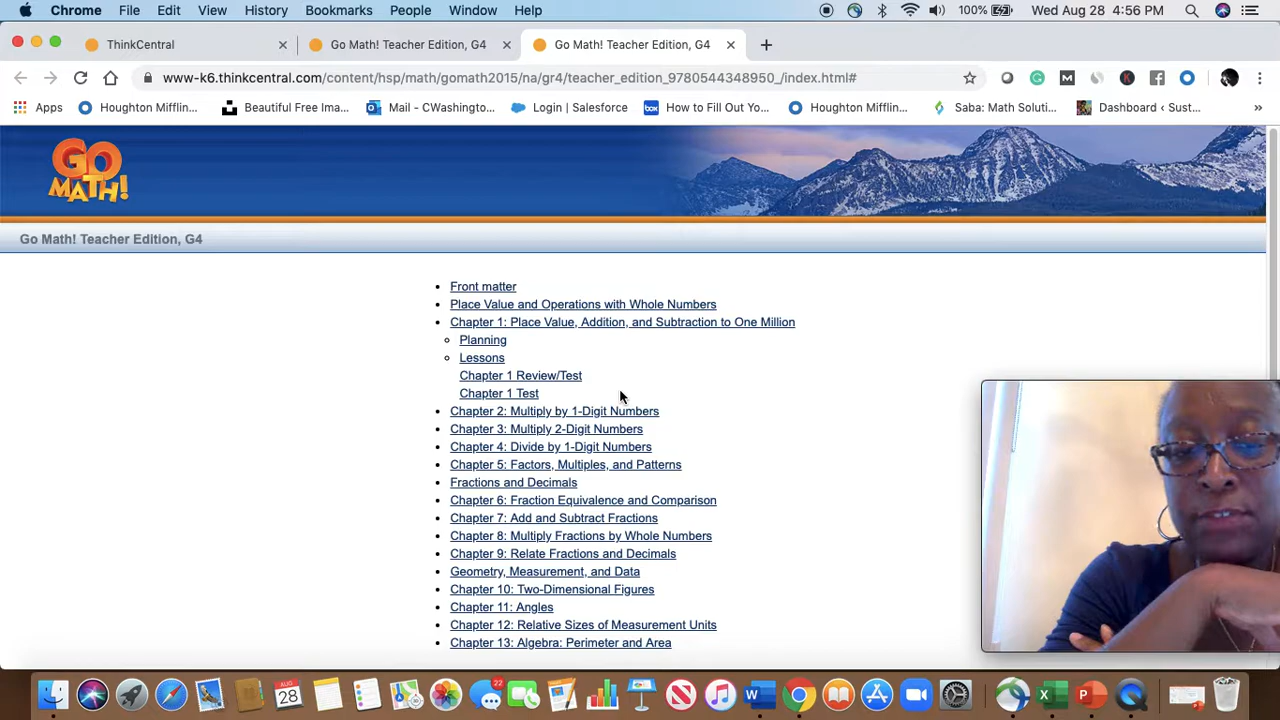 Chrome File Edit View History Bookmarks People Window Help 100% Wed Aug 28 4:56 PM
ThinkCentral Go Math! Teacher Edition, G4 Go Math! Teacher Edition, G4
www-k6.thinkcentral.com/content/hsp/math/gomath2015/na/gr4/teacher_edition_9780544348950_/index.html#
Apps Houghton Mifflin... Beautiful Free Ima... Mail - CWashingto... Login | Salesforce box How to Fill Out Yo... Houghton Mifflin... Saba: Math Soluti... Dashboard ‹ Sust... »
GO
MATH!
Go Math! Teacher Edition, G4
Front matter
Place Value and Operations with Whole Numbers
Chapter 1: Place Value, Addition, and Subtraction to One Million
Planning
Lessons
Chapter 1 Review/Test
Chapter 1 Test
Chapter 2: Multiply by 1-Digit Numbers
Chapter 3: Multiply 2-Digit Numbers
Chapter 4: Divide by 1-Digit Numbers
Chapter 5: Factors, Multiples, and Patterns
Fractions and Decimals
Chapter 6: Fraction Equivalence and Comparison
Chapter 7: Add and Subtract Fractions
Chapter 8: Multiply Fractions by Whole Numbers
Chapter 9: Relate Fractions and Decimals
Geometry, Measurement, and Data
Chapter 10: Two-Dimensional Figures
Chapter 11: Angles
Chapter 12: Relative Sizes of Measurement Units
Chapter 13: Algebra: Perimeter and Area
AUG
28
22
W
X
P